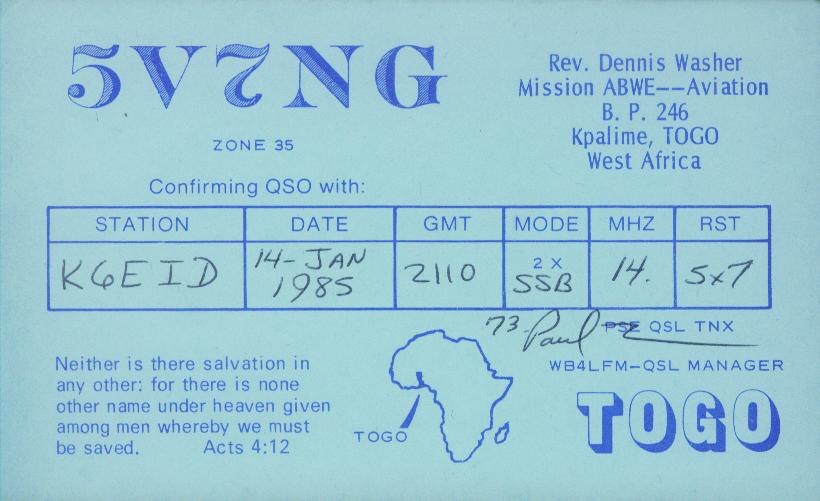 5V7NG
Rev. Dennis Washer
Mission ABWE--Aviation
B. P. 246
Kpalime, TOGO
West Africa
ZONE 35
Confirming QSO with:
STATION DATE GMT MODE MHZ RST
K6EID 14-JAN 1985 2110 2 X SSB 14. 5x7
73 Paul PSE QSL TNX
WB4LFM-QSL MANAGER
Neither is there salvation in
any other: for there is none
other name under heaven given
among men whereby we must
be saved. Acts 4:12
TOGO
TOGO